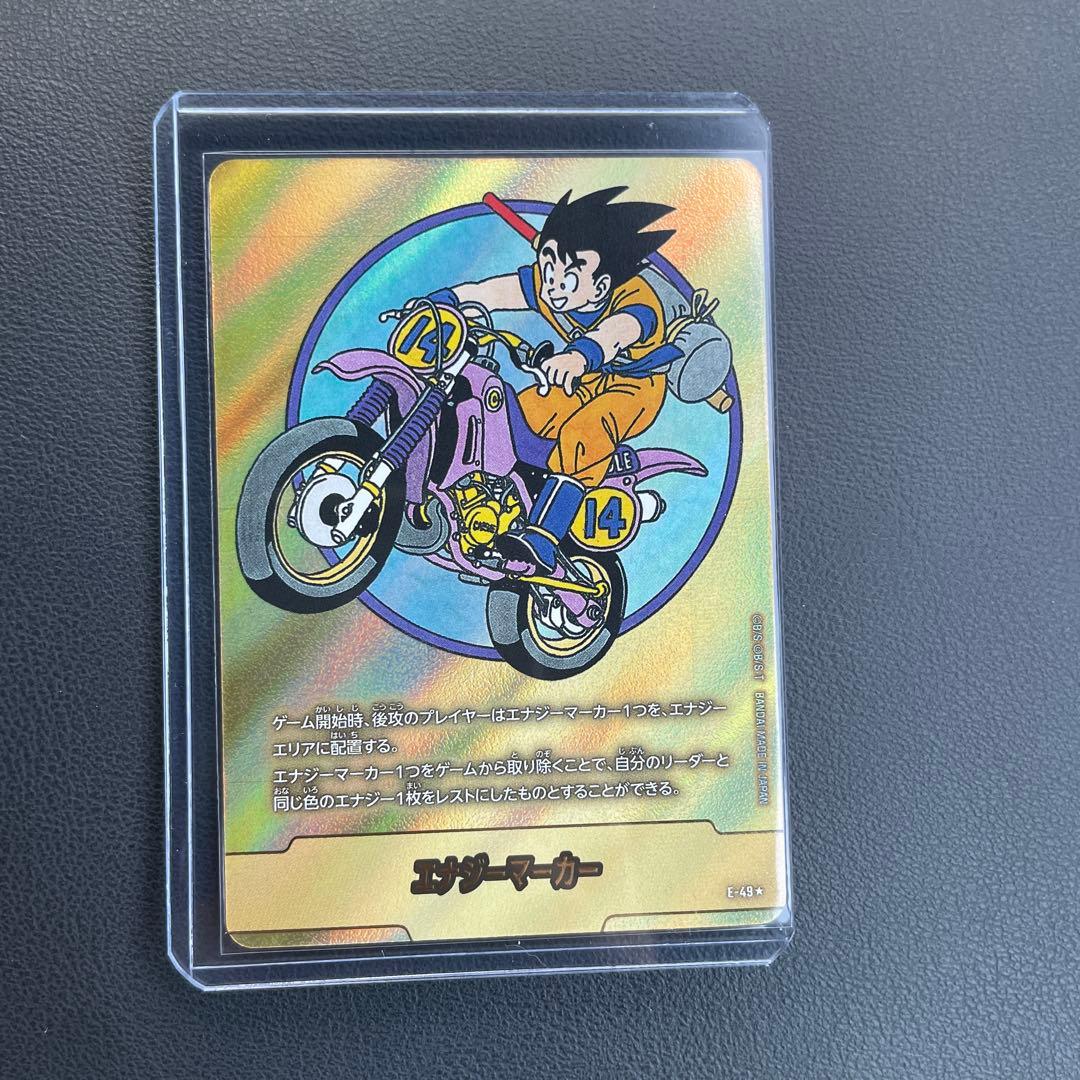 14
LE
14
ゲーム開始時、後攻のプレイヤーはエナジーマーカー1つを、エナジー
エリアに配置する。
エナジーマーカー1つをゲームから取り除くことで、自分のリーダーと
同じ色のエナジー1枚をレストにしたものとすることができる。
エナジーマーカー
E-49★
©B/S ©B/S･T BANDAI MADE IN JAPAN